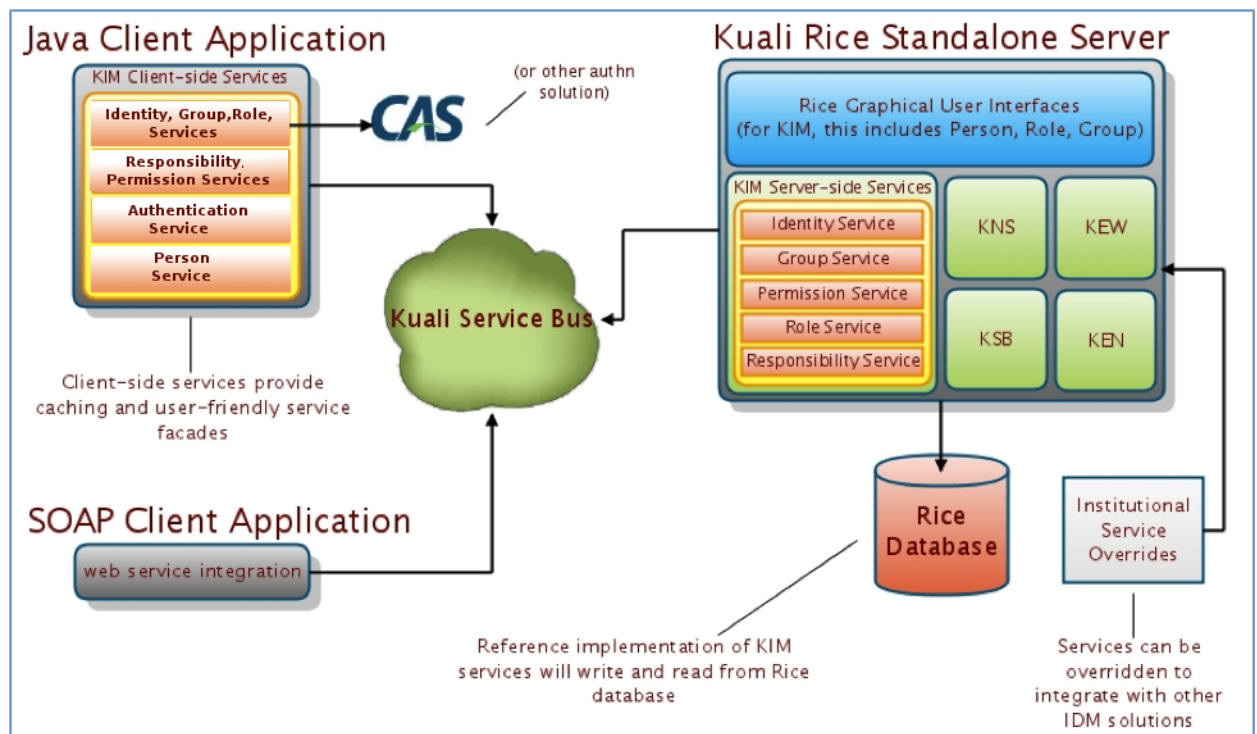 Java Client Application
KIM Client-side Services
Identity, Group,Role,
Services
Responsibility,
Permission Services
Authentication
Service
Person
Service
CAS
(or other authn
solution)
Client-side services provide
caching and user-friendly service
facades
Kuali Service Bus
SOAP Client Application
web service integration
Kuali Rice Standalone Server
Rice Graphical User Interfaces
(for KIM, this includes Person, Role, Group)
KIM Server-side Services
Identity Service
Group Service
Permission Service
Role Service
Responsibility Service
KNS
KEW
KSB
KEN
Rice
Database
Institutional
Service
Overrides
Reference implementation of KIM
services will write and read from Rice
database
Services can be
overridden to
integrate with other
IDM solutions